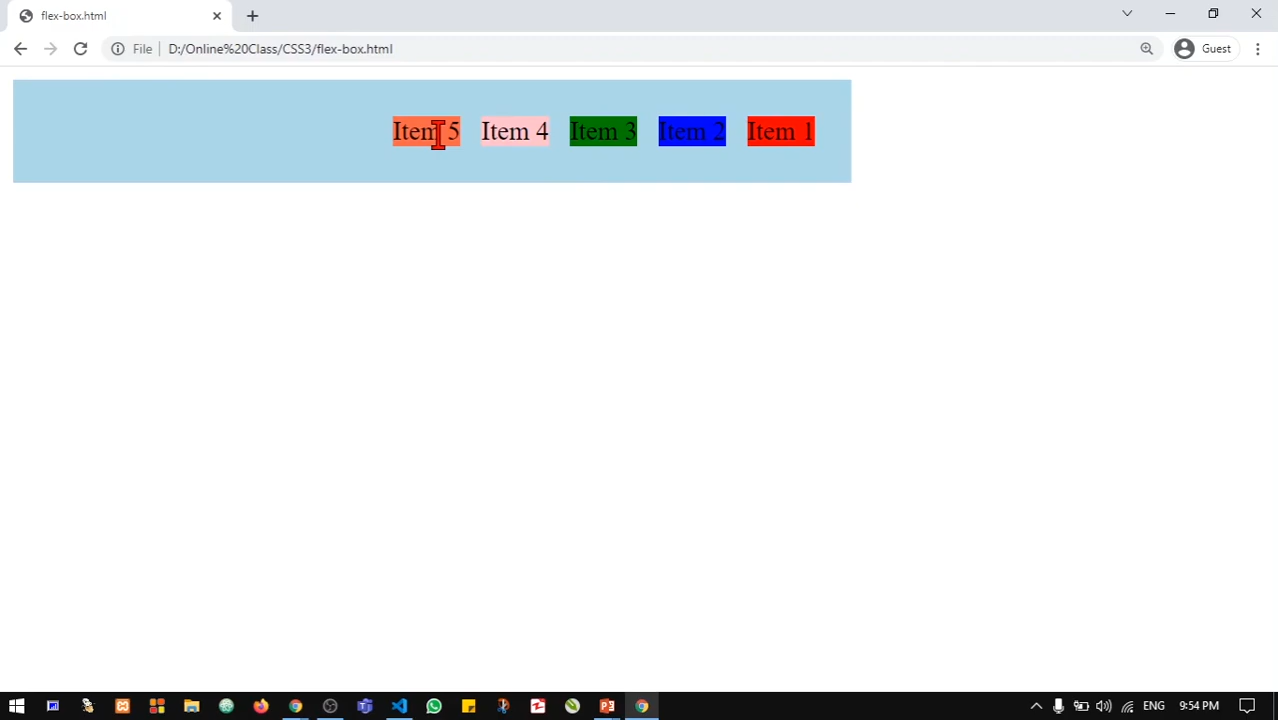 flex-box.html
File D:/Online%20Class/CSS3/flex-box.html Guest
Item 5 Item 4 Item 3 Item 2 Item 1
ENG 9:54 PM